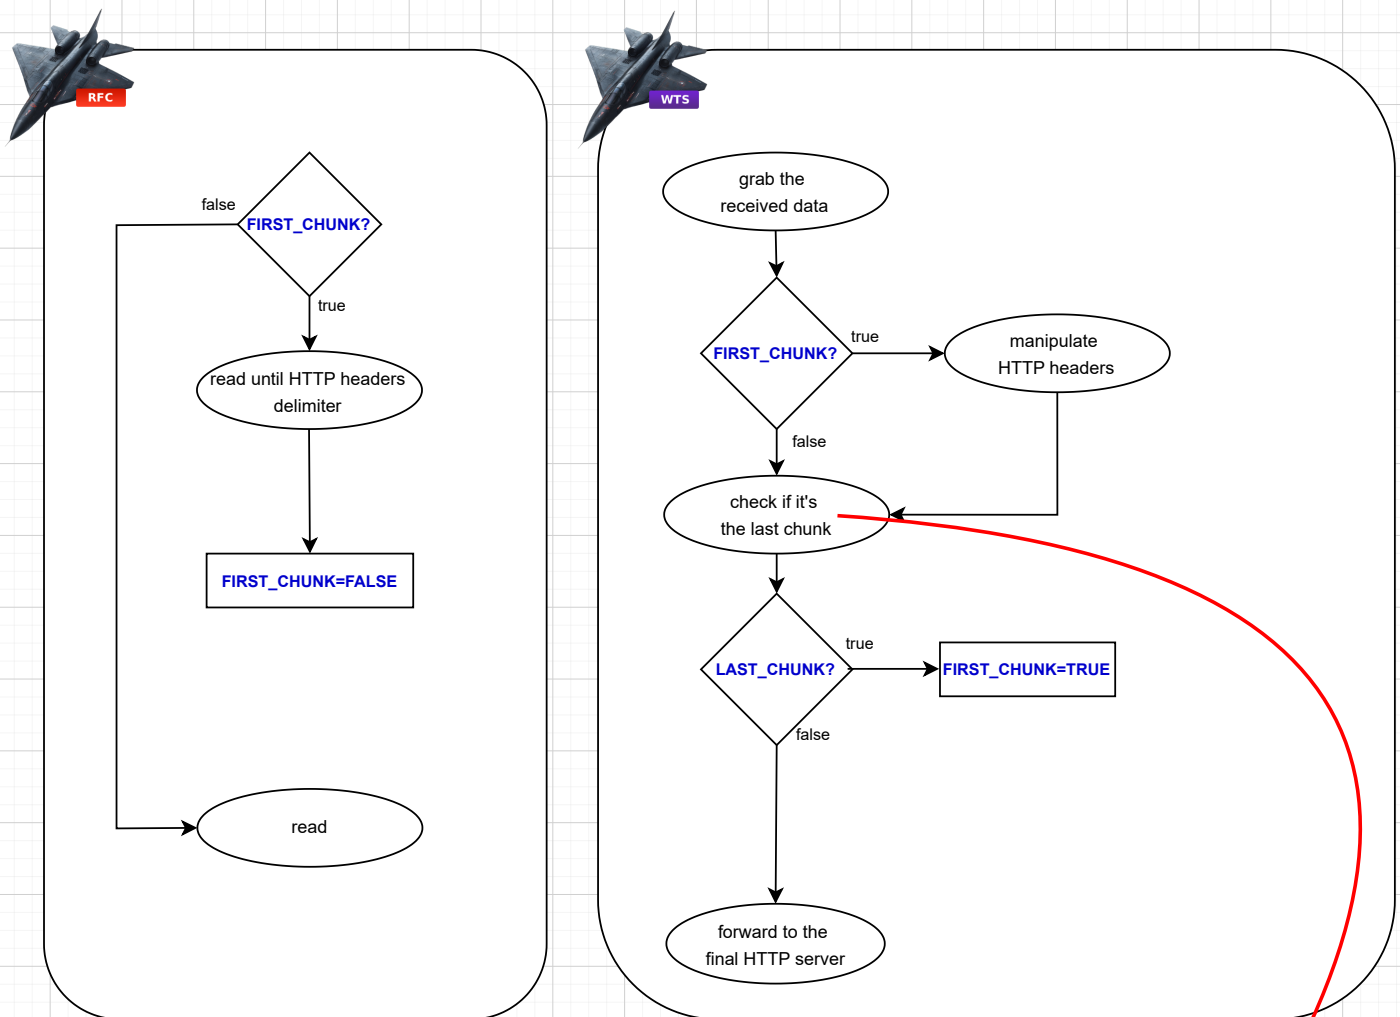 RFC
false
FIRST_CHUNK?
true
read until HTTP headers
delimiter
FIRST_CHUNK=FALSE
read
WTS
grab the
received data
FIRST_CHUNK?
true
manipulate
HTTP headers
false
check if it's
the last chunk
LAST_CHUNK?
true
FIRST_CHUNK=TRUE
false
forward to the
final HTTP server